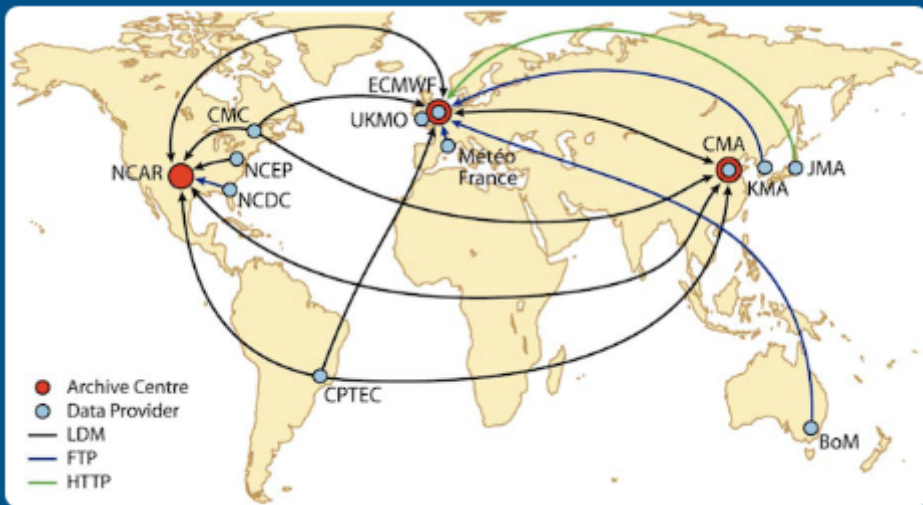 ECMWF
CMC
UKMO
CMA
NCAR
NCEP
Météo
France
KMA
JMA
NCDC
CPTEC
BoM
Archive Centre
Data Provider
LDM
FTP
HTTP